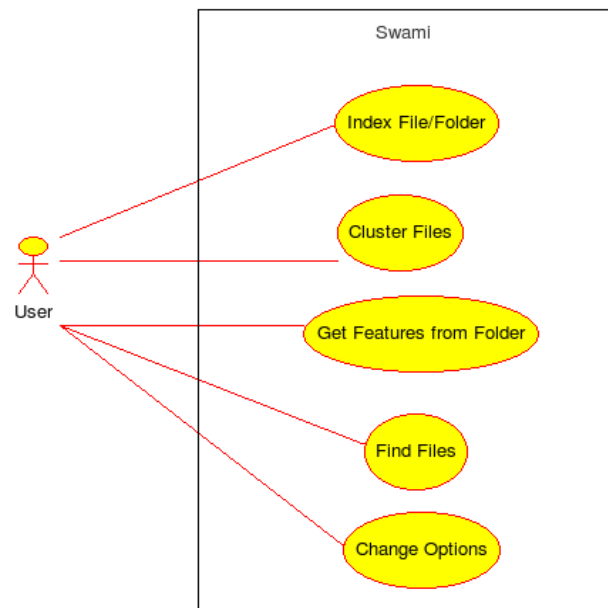 Swami
Index File/Folder
Cluster Files
User
Get Features from Folder
Find Files
Change Options